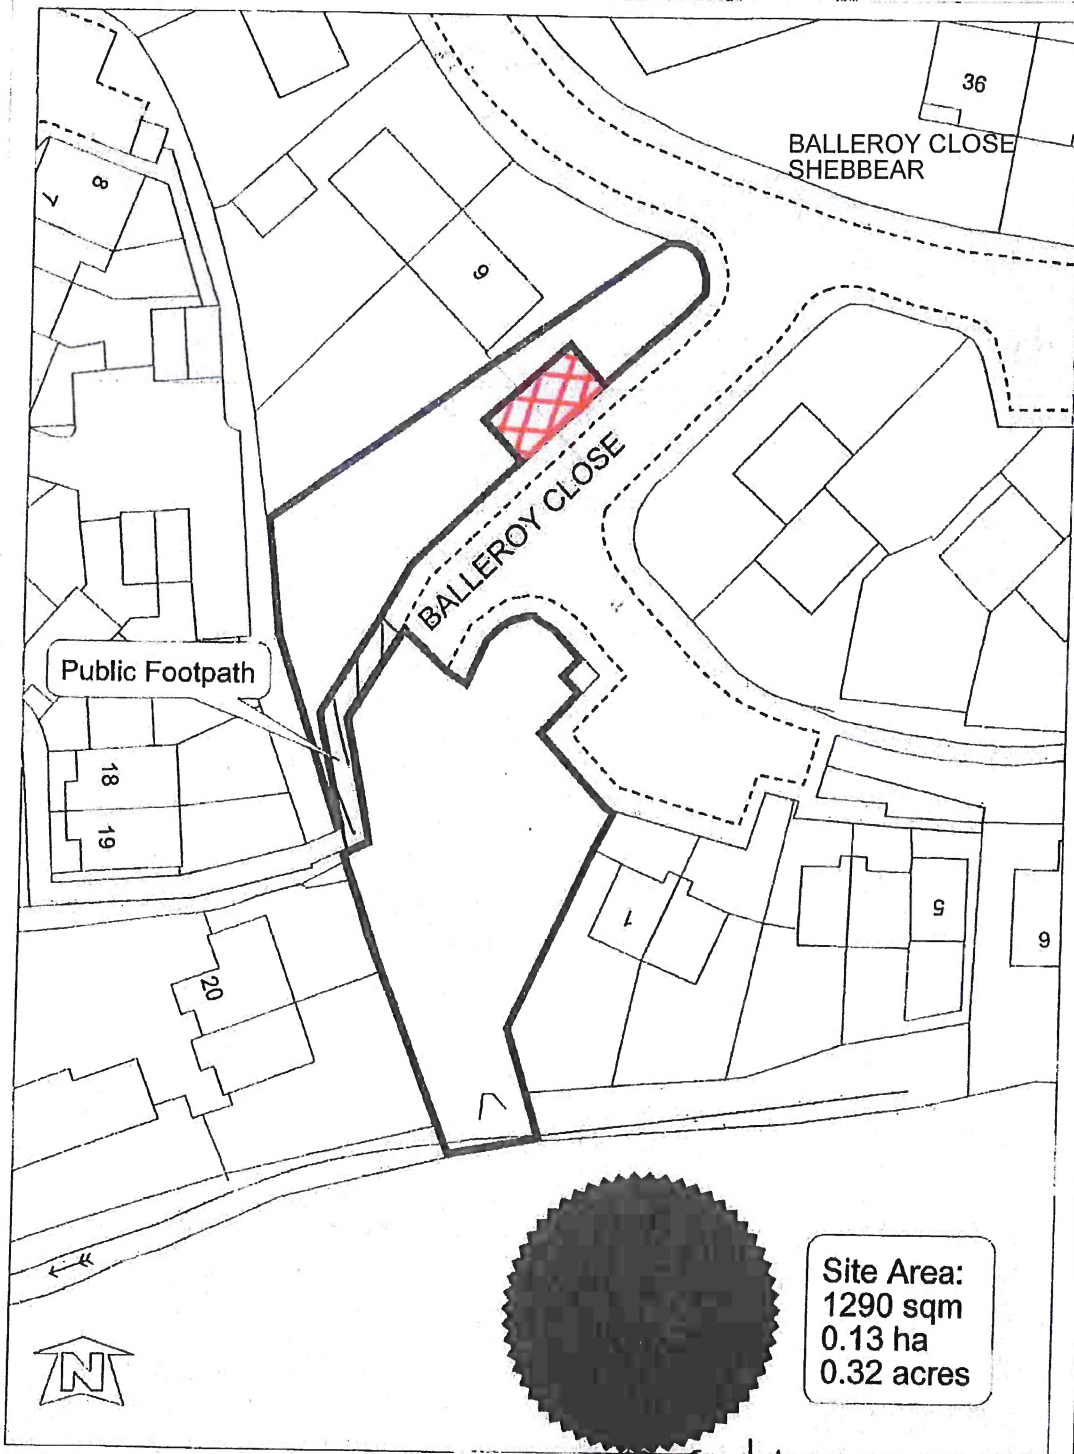 36
BALLEROY CLOSE
SHEBBEAR
8
7
9
BALLEROY CLOSE
Public Footpath
18
19
1
5
6
20
Site Area:
1290 sqm
0.13 ha
0.32 acres
N